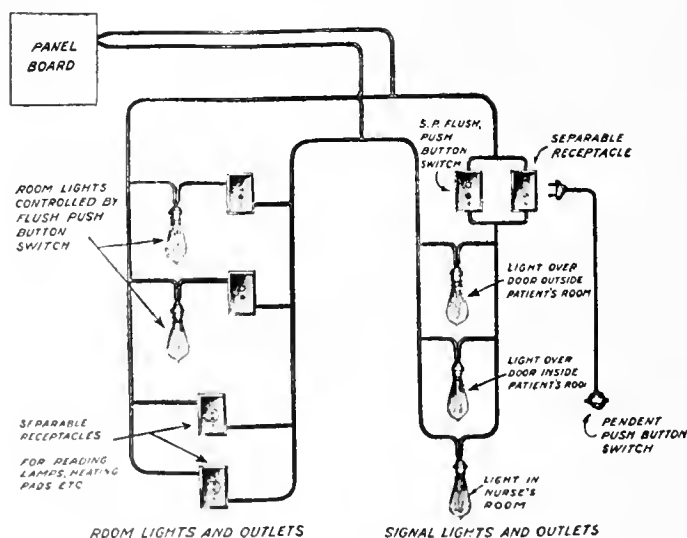 PANEL
BOARD
S.P. FLUSH,
PUSH
BUTTON
SWITCH
SEPARABLE
RECEPTACLE
ROOM LIGHTS
CONTROLLED BY
FLUSH PUSH
BUTTON
SWITCH
LIGHT OVER
DOOR OUTSIDE
PATIENT'S ROOM
LIGHT OVER
DOOR INSIDE
PATIENT'S ROO
SEPARABLE
RECEPTACLES
FOR READING
LAMPS, HEATING
PADS ETC
PENDENT
PUSH BUTTON
SWITCH
LIGHT IN
NURSE'S
ROOM
ROOM LIGHTS AND OUTLETS
SIGNAL LIGHTS AND OUTLETS